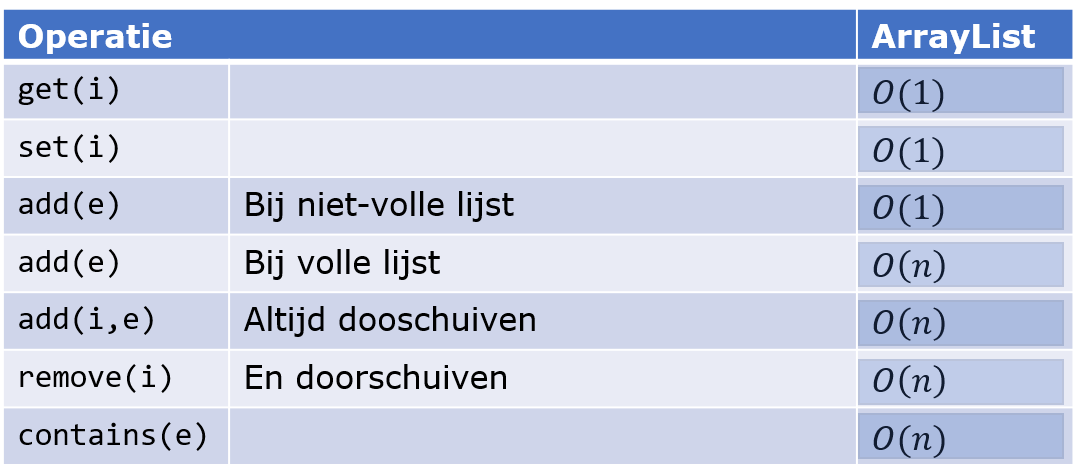 Operatie ArrayList
get(i) O(1)
set(i) O(1)
add(e) Bij niet-volle lijst O(1)
add(e) Bij volle lijst O(n)
add(i,e) Altijd dooschuiven O(n)
remove(i) En doorschuiven O(n)
contains(e) O(n)